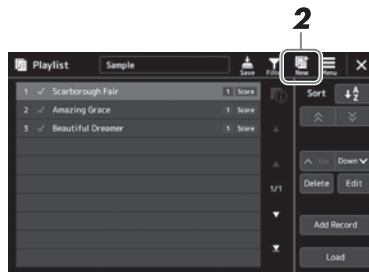 2
Playlist Sample Save Filter New Menu
1 Scarborough Fair 1 Score Sort
2 Amazing Grace 1 Score
3 Beautiful Dreamer 1 Score
Up Down
1/1 Delete Edit
Add Record
Load